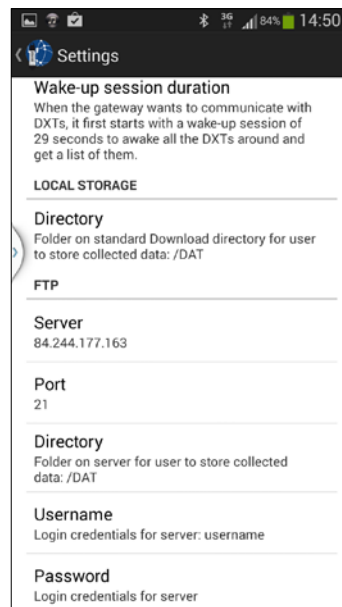 3G 84% 14:50
Settings
Wake-up session duration
When the gateway wants to communicate with
DXTs, it first starts with a wake-up session of
29 seconds to awake all the DXTs around and
get a list of them.
LOCAL STORAGE
Directory
Folder on standard Download directory for user
to store collected data: /DAT
FTP
Server
84.244.177.163
Port
21
Directory
Folder on server for user to store collected
data: /DAT
Username
Login credentials for server: username
Password
Login credentials for server